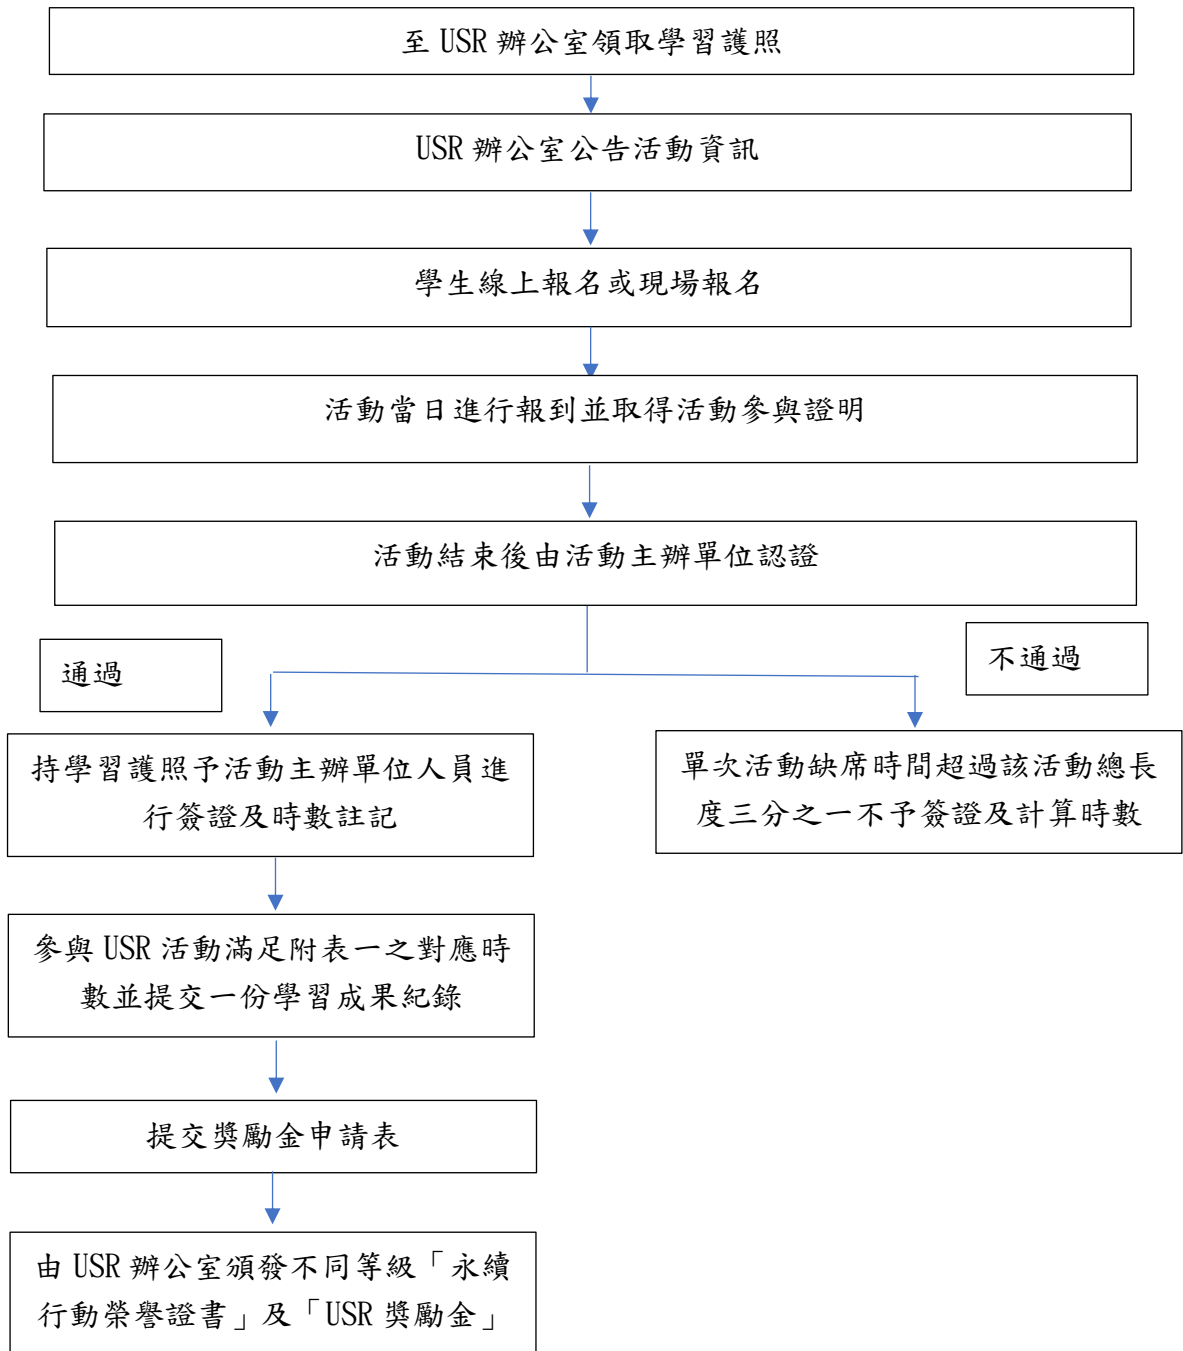 至 USR 辦公室領取學習護照
USR 辦公室公告活動資訊
學生線上報名或現場報名
活動當日進行報到並取得活動參與證明
活動結束後由活動主辦單位認證
通過
不通過
持學習護照予活動主辦單位人員進
行簽證及時數註記
單次活動缺席時間超過該活動總長
度三分之一不予簽證及計算時數
參與 USR 活動滿足附表一之對應時
數並提交一份學習成果紀錄
提交獎勵金申請表
由 USR 辦公室頒發不同等級「永續
行動榮譽證書」及「USR 獎勵金」